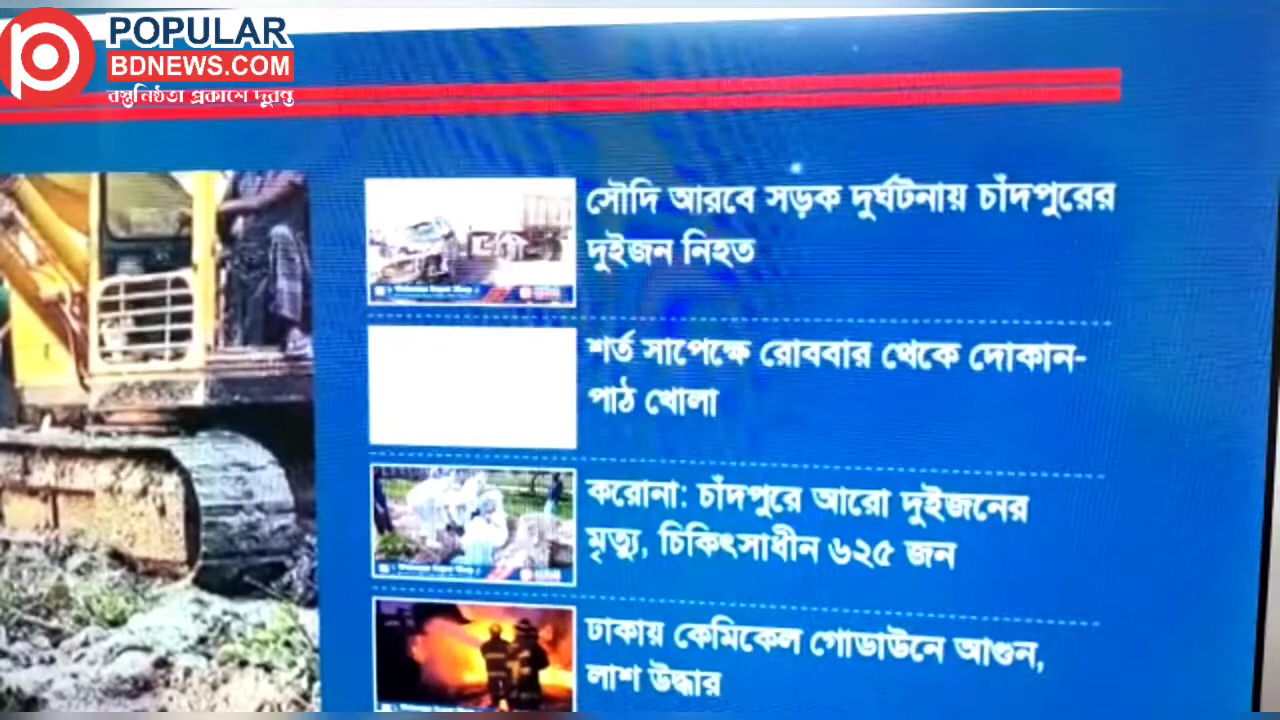 POPULAR
BDNEWS.COM
বস্তুনিষ্ঠতা প্রকাশে দুরন্ত
সৌদি আরবে সড়ক দুর্ঘটনায় চাঁদপুরের
দুইজন নিহত
শর্ত সাপেক্ষে রোববার থেকে দোকান-
পাঠ খোলা
করোনা: চাঁদপুরে আরো দুইজনের
মৃত্যু, চিকিৎসাধীন ৬২৫ জন
ঢাকায় কেমিকেল গোডাউনে আগুন,
লাশ উদ্ধার